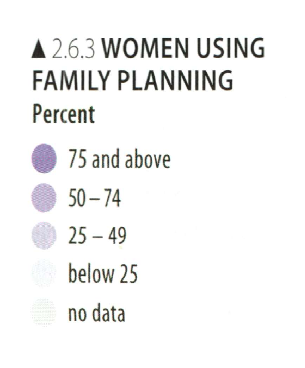 ▲ 2.6.3 WOMEN USING
FAMILY PLANNING
Percent
75 and above
50 – 74
25 – 49
below 25
no data